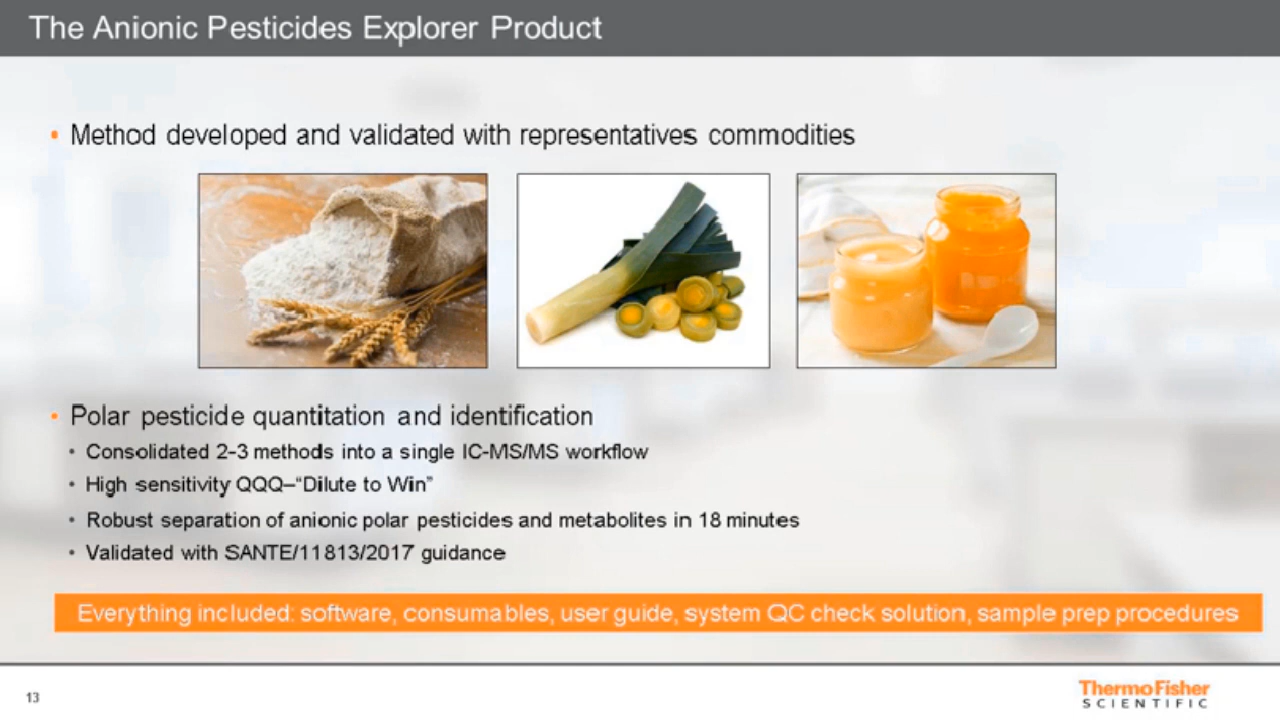 The Anionic Pesticides Explorer Product
• Method developed and validated with representatives commodities
• Polar pesticide quantitation and identification
• Consolidated 2-3 methods into a single IC-MS/MS workflow
• High sensitivity QQQ–“Dilute to Win”
• Robust separation of anionic polar pesticides and metabolites in 18 minutes
• Validated with SANTE/11813/2017 guidance
Everything included: software, consumables, user guide, system QC check solution, sample prep procedures
13
ThermoFisher
SCIENTIFIC